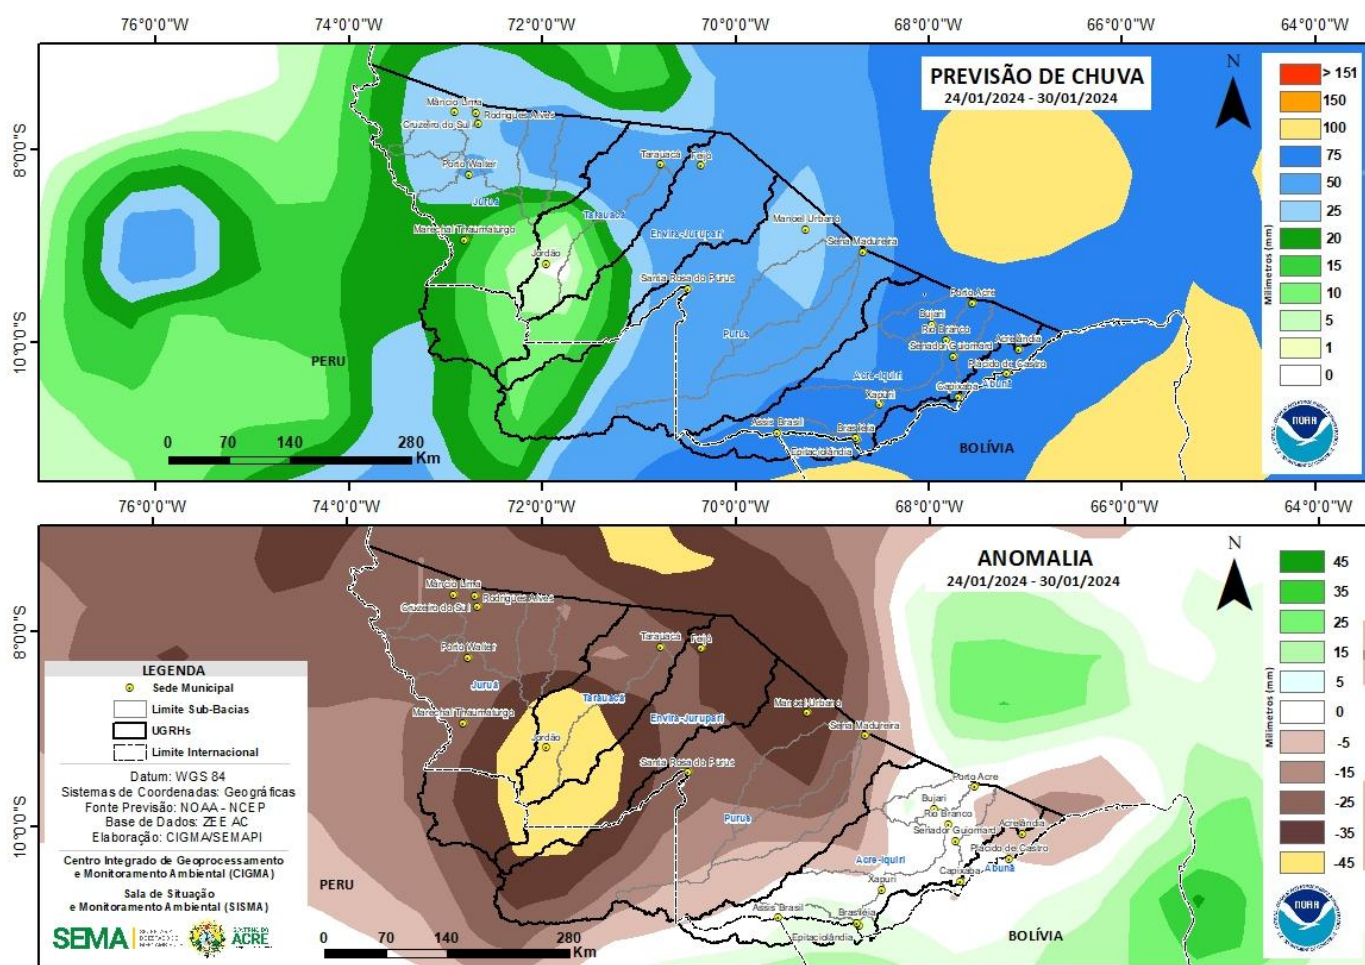 76°0'0"W 74°0'0"W 72°0'0"W 70°0'0"W 68°0'0"W 66°0'0"W 64°0'0"W
PREVISÃO DE CHUVA
24/01/2024 - 30/01/2024
N
> 151
150
100
75
50
25
20
15
10
5
1
0
Milímetros (mm)
8°0'0"S
10°0'0"S
Mâncio Lima
Rodrigues Alves
Cruzeiro do Sul
Porto Walter
Juruá
Marechal Thaumaturgo
Tarauacá
Feijó
Tarauacá
Envira-Jurupari
Jordão
Manoel Urbano
Sena Madureira
Santa Rosa do Purus
Purus
Porto Acre
Bujari
Rio Branco
Senador Guiomard
Acrelândia
Plácido de Castro
Acre-Iquiri
Capixaba
Abunã
Xapuri
Assis Brasil
Brasiléia
Epitaciolândia
PERU
BOLÍVIA
0 70 140 280
Km
NOAA
76°0'0"W 74°0'0"W 72°0'0"W 70°0'0"W 68°0'0"W 66°0'0"W 64°0'0"W
ANOMALIA
24/01/2024 - 30/01/2024
N
45
35
25
15
5
0
-5
-15
-25
-35
-45
Milímetros (mm)
8°0'0"S
10°0'0"S
Mâncio Lima
Rodrigues Alves
Cruzeiro do Sul
Porto Walter
Juruá
Marechal Thaumaturgo
Tarauacá
Feijó
Tarauacá
Envira-Jurupari
Jordão
Manoel Urbano
Sena Madureira
Santa Rosa do Purus
Purus
Porto Acre
Bujari
Rio Branco
Senador Guiomard
Acrelândia
Plácido de Castro
Acre-Iquiri
Capixaba
Abunã
Xapuri
Assis Brasil
Brasiléia
Epitaciolândia
PERU
BOLÍVIA
0 70 140 280
Km
NOAA
LEGENDA
Sede Municipal
Limite Sub-Bacias
UGRHs
Limite Internacional
Datum: WGS 84
Sistemas de Coordenadas: Geográficas
Fonte Previsão: NOAA - NCEP
Base de Dados: ZEE AC
Elaboração: CIGMA/SEMAPI
Centro Integrado de Geoprocessamento
e Monitoramento Ambiental (CIGMA)
Sala de Situação
e Monitoramento Ambiental (SISMA)
SEMA
ACRE